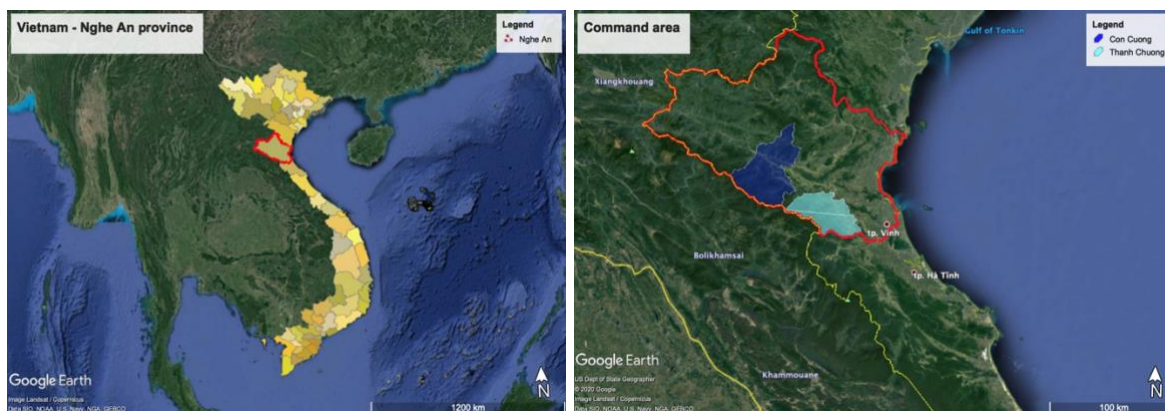 Vietnam - Nghe An province
Legend
Nghe An
Google Earth
Image Landsat / Copernicus
Data SIO, NOAA, U.S. Navy, NGA, GEBCO
1200 km
N
Command area
Legend
Con Cuong
Thanh Chuong
Gulf of Tonkin
Xiangkhouang
tp. Vinh
Bolikhamsai
tp. Hà Tĩnh
Khammouane
Google Earth
US Dept of State Geographer
© 2020 Google
Image Landsat / Copernicus
Data SIO, NOAA, U.S. Navy, NGA, GEBCO
100 km
N